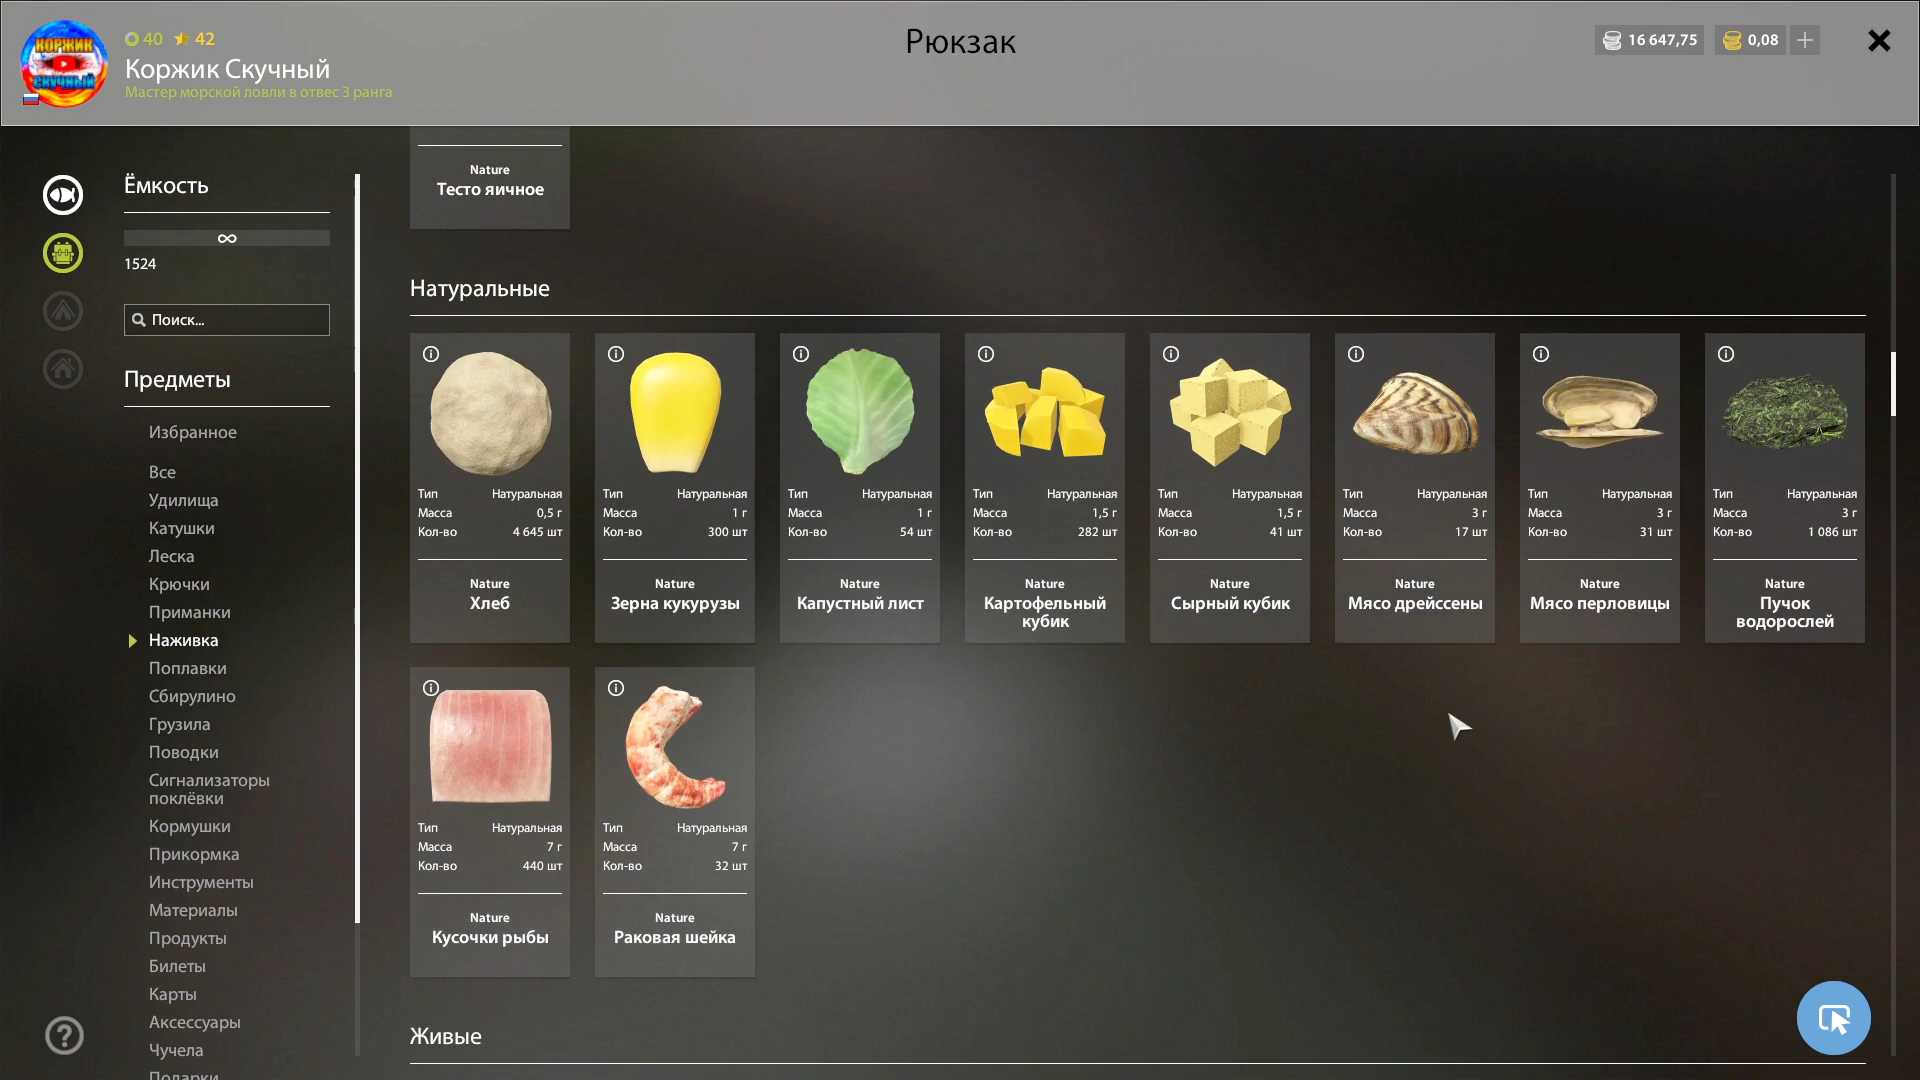 КОРЖИК
СКУЧНЫЙ
40 42
Коржик Скучный
Мастер морской ловли в отвес 3 ранга
Рюкзак
16 647,75 0,08
Ёмкость
∞
1524
Поиск...
Предметы
Избранное
Все
Удилища
Катушки
Леска
Крючки
Приманки
Наживка
Поплавки
Сбирулино
Грузила
Поводки
Сигнализаторы
поклёвки
Кормушки
Прикормка
Инструменты
Материалы
Продукты
Билеты
Карты
Аксессуары
Чучела
Подарки
Nature
Тесто яичное
Натуральные
Тип Натуральная
Масса 0,5 г
Кол-во 4 645 шт
Nature
Хлеб
Тип Натуральная
Масса 1 г
Кол-во 300 шт
Nature
Зерна кукурузы
Тип Натуральная
Масса 1 г
Кол-во 54 шт
Nature
Капустный лист
Тип Натуральная
Масса 1,5 г
Кол-во 282 шт
Nature
Картофельный
кубик
Тип Натуральная
Масса 1,5 г
Кол-во 41 шт
Nature
Сырный кубик
Тип Натуральная
Масса 3 г
Кол-во 17 шт
Nature
Мясо дрейссены
Тип Натуральная
Масса 3 г
Кол-во 31 шт
Nature
Мясо перловицы
Тип Натуральная
Масса 3 г
Кол-во 1 086 шт
Nature
Пучок
водорослей
Тип Натуральная
Масса 7 г
Кол-во 440 шт
Nature
Кусочки рыбы
Тип Натуральная
Масса 7 г
Кол-во 32 шт
Nature
Раковая шейка
Живые